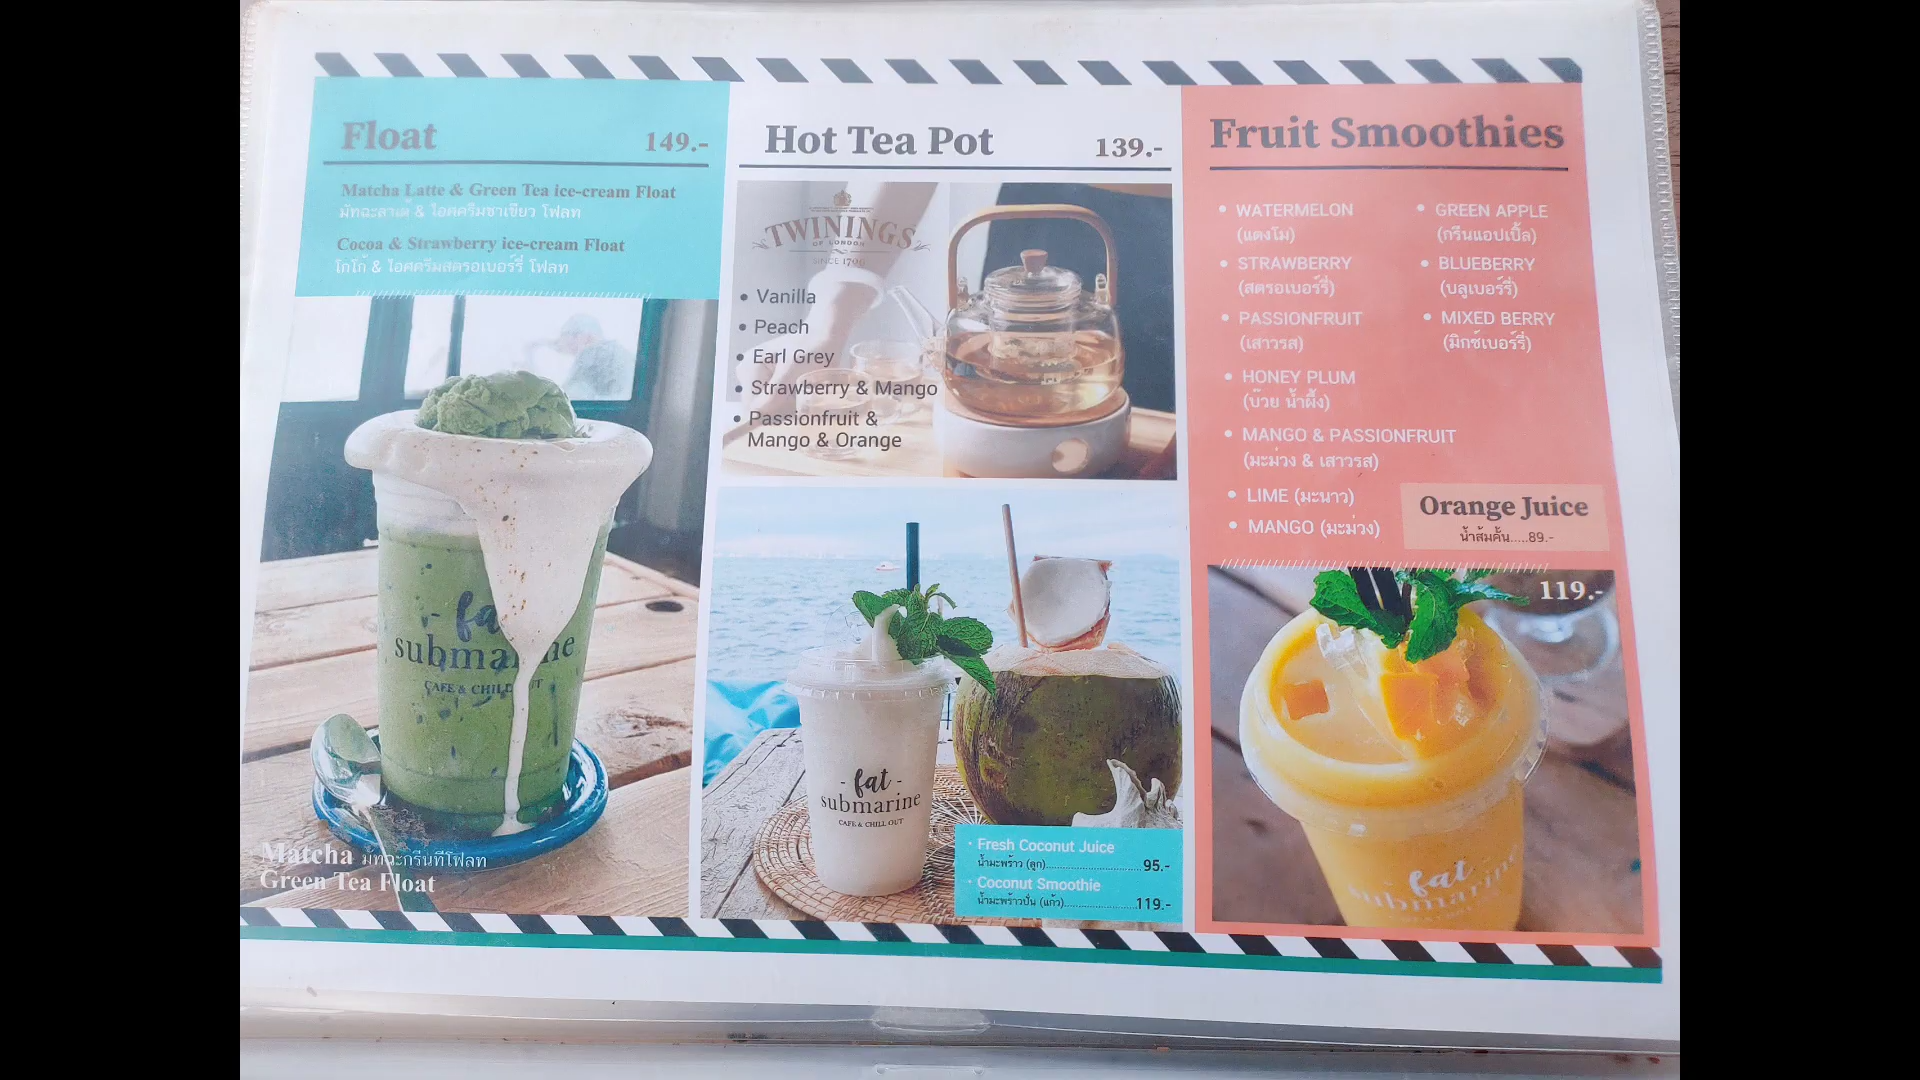 Float 149.-
Matcha Latte & Green Tea ice-cream Float
มัทฉะลาเต้ & ไอศครีมชาเขียว โฟลท
Cocoa & Strawberry ice-cream Float
โกโก้ & ไอศครีมสตรอเบอร์รี่ โฟลท
fat
CAFE & CHILL OUT
Matcha มัทฉะกรีนทีโฟลท
Green Tea Float
Hot Tea Pot 139.-
TWININGS
OF LONDON
SINCE 1706
• Vanilla
• Peach
• Earl Grey
• Strawberry & Mango
• Passionfruit &
Mango & Orange
- fat -
submarine
CAFE & CHILL OUT
· Fresh Coconut Juice
น้ำมะพร้าว (ลูก)..............................95.-
· Coconut Smoothie
น้ำมะพร้าวปั่น (แก้ว)......................119.-
Fruit Smoothies
• WATERMELON
(แตงโม)
• STRAWBERRY
(สตรอเบอร์รี่)
• PASSIONFRUIT
(เสาวรส)
• GREEN APPLE
(กรีนแอปเปิ้ล)
• BLUEBERRY
(บลูเบอร์รี่)
• MIXED BERRY
(มิกซ์เบอร์รี่)
• HONEY PLUM
(บ๊วย น้ำผึ้ง)
• MANGO & PASSIONFRUIT
(มะม่วง & เสาวรส)
• LIME (มะนาว)
• MANGO (มะม่วง)
Orange Juice
น้ำส้มคั้น.....89.-
119.-
fat
submarine